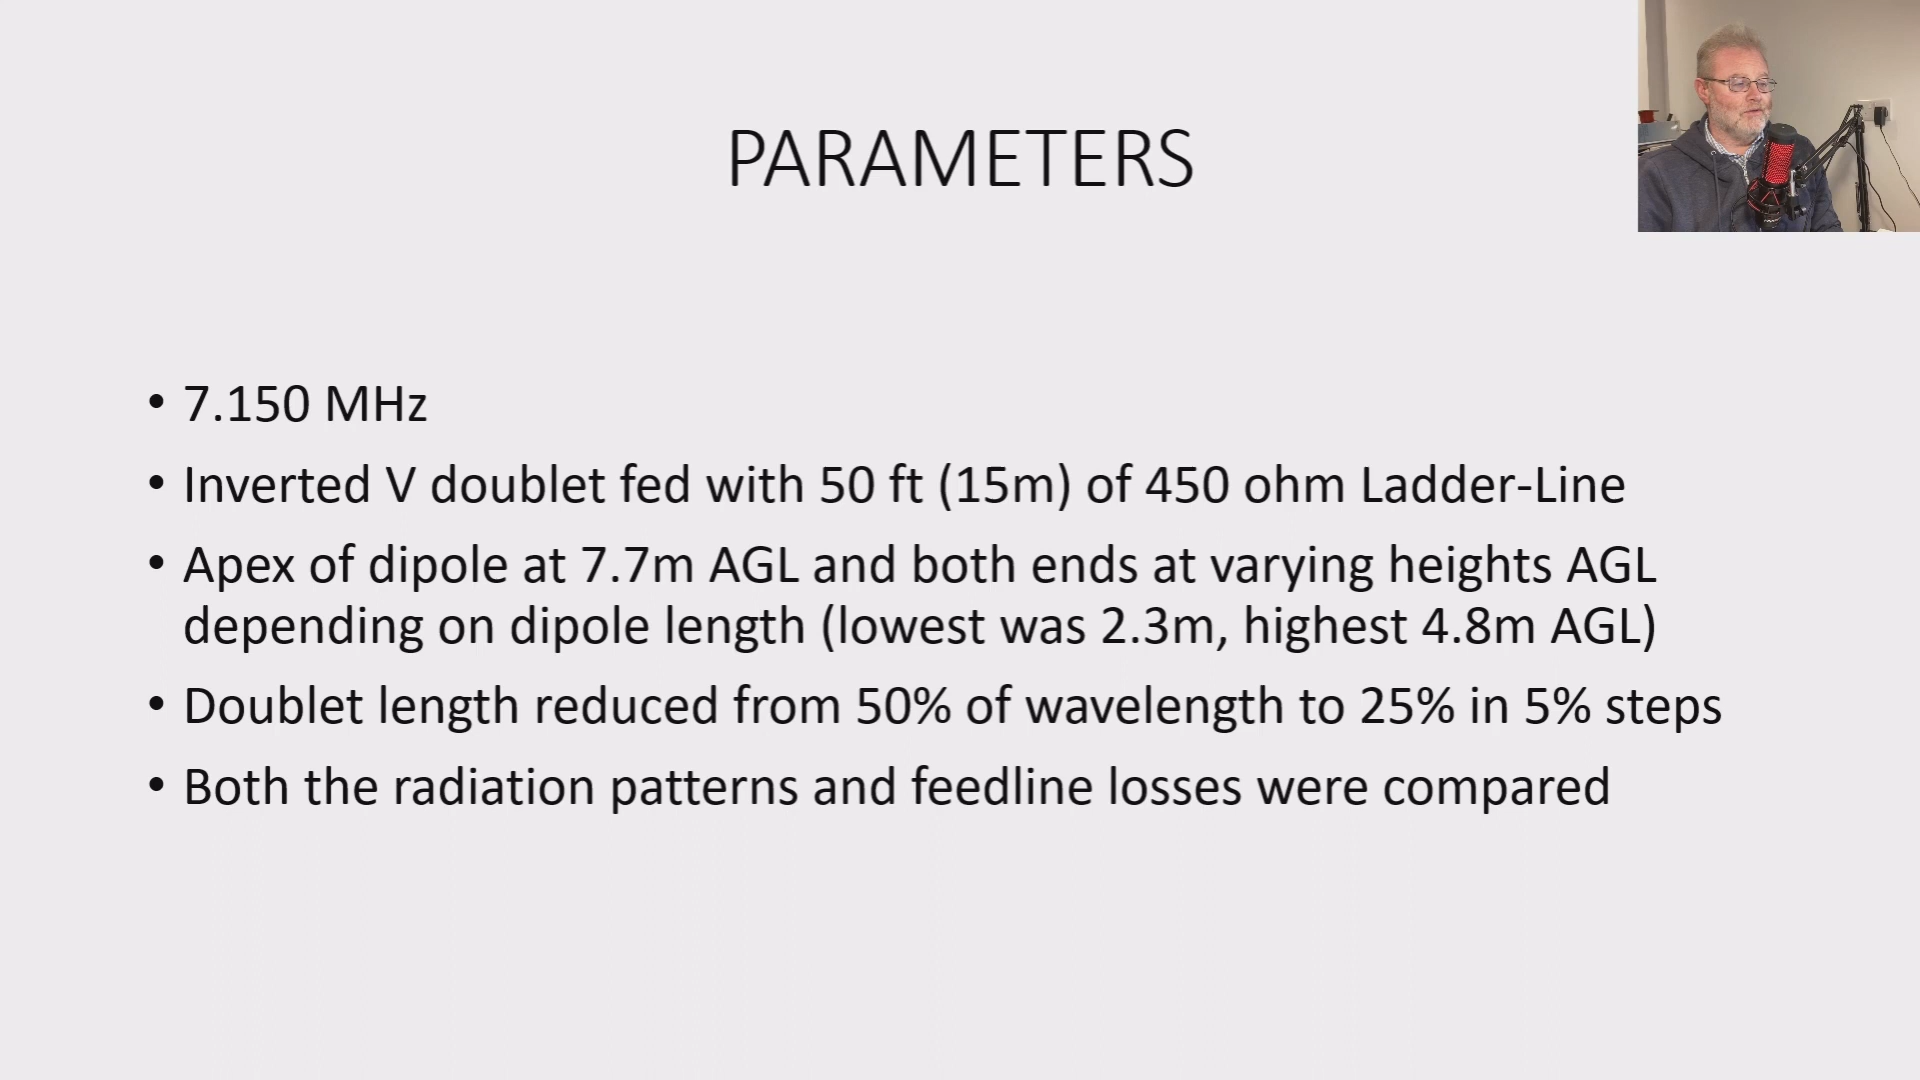 PARAMETERS
• 7.150 MHz
• Inverted V doublet fed with 50 ft (15m) of 450 ohm Ladder-Line
• Apex of dipole at 7.7m AGL and both ends at varying heights AGL
depending on dipole length (lowest was 2.3m, highest 4.8m AGL)
• Doublet length reduced from 50% of wavelength to 25% in 5% steps
• Both the radiation patterns and feedline losses were compared